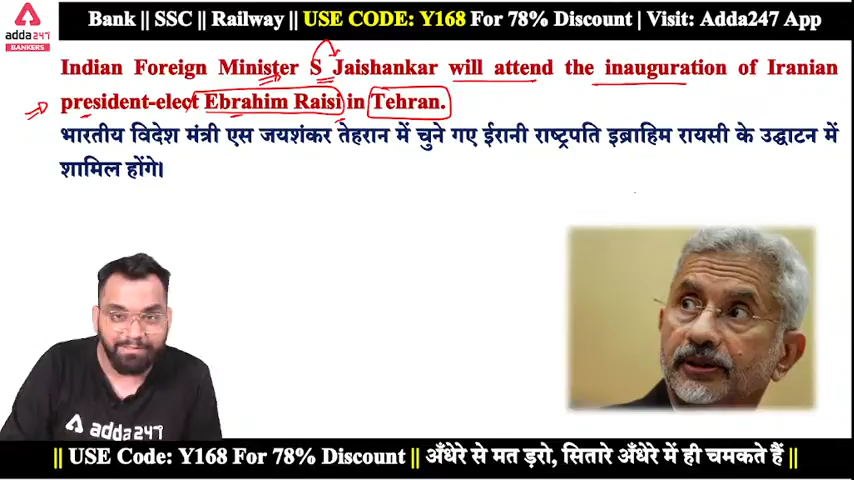 Bank || SSC || Railway || USE CODE: Y168 For 78% Discount | Visit: Adda247 App
adda247
BANKERS
Indian Foreign Minister S Jaishankar will attend the inauguration of Iranian
president-elect Ebrahim Raisi in Tehran.
भारतीय विदेश मंत्री एस जयशंकर तेहरान में चुने गए ईरानी राष्ट्रपति इब्राहिम रायसी के उद्घाटन में
शामिल होंगे।
adda247
|| USE Code: Y168 For 78% Discount || अँधेरे से मत ड़रो, सितारे अँधेरे में ही चमकते हैं ||